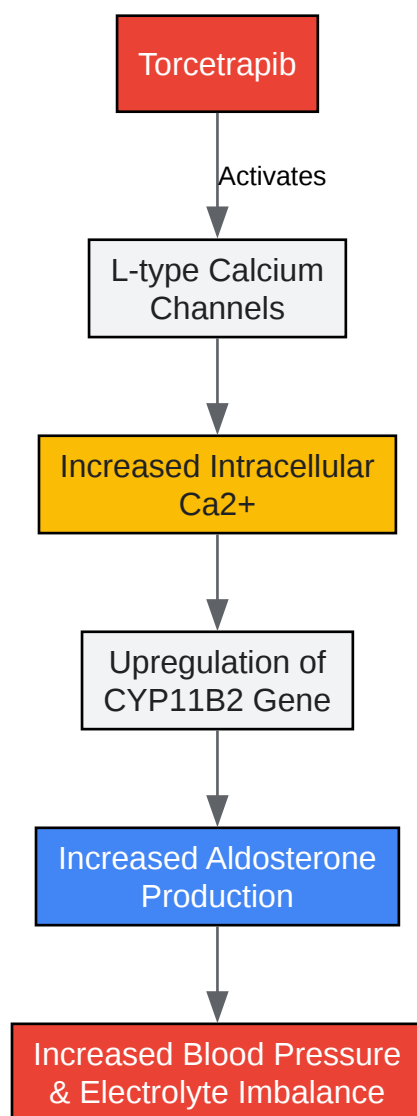 Torcetrapib
Activates
L-type Calcium
Channels
Increased Intracellular
Ca2+
Upregulation of
CYP11B2 Gene
Increased Aldosterone
Production
Increased Blood Pressure
& Electrolyte Imbalance